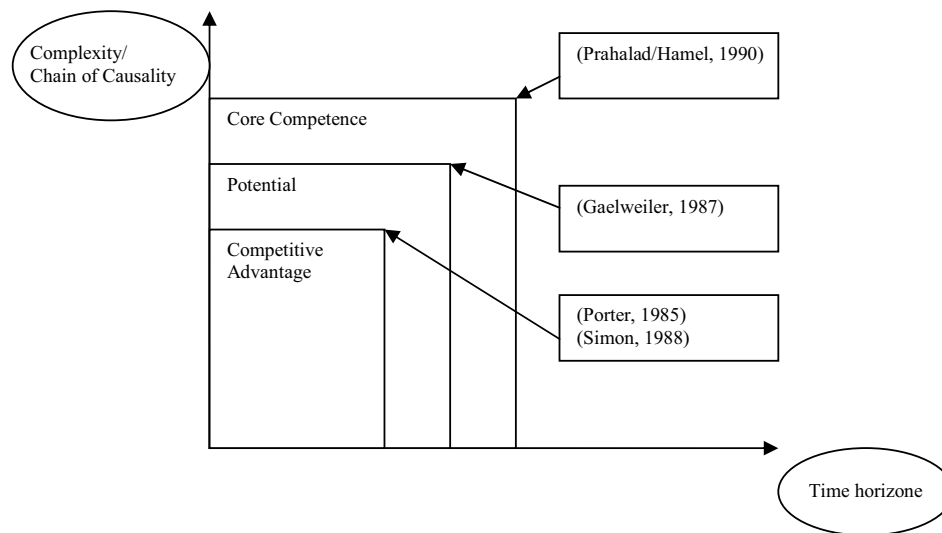 Complexity/
Chain of Causality
(Prahalad/Hamel, 1990)
Core Competence
Potential
(Gaelweiler, 1987)
Competitive
Advantage
(Porter, 1985)
(Simon, 1988)
Time horizone